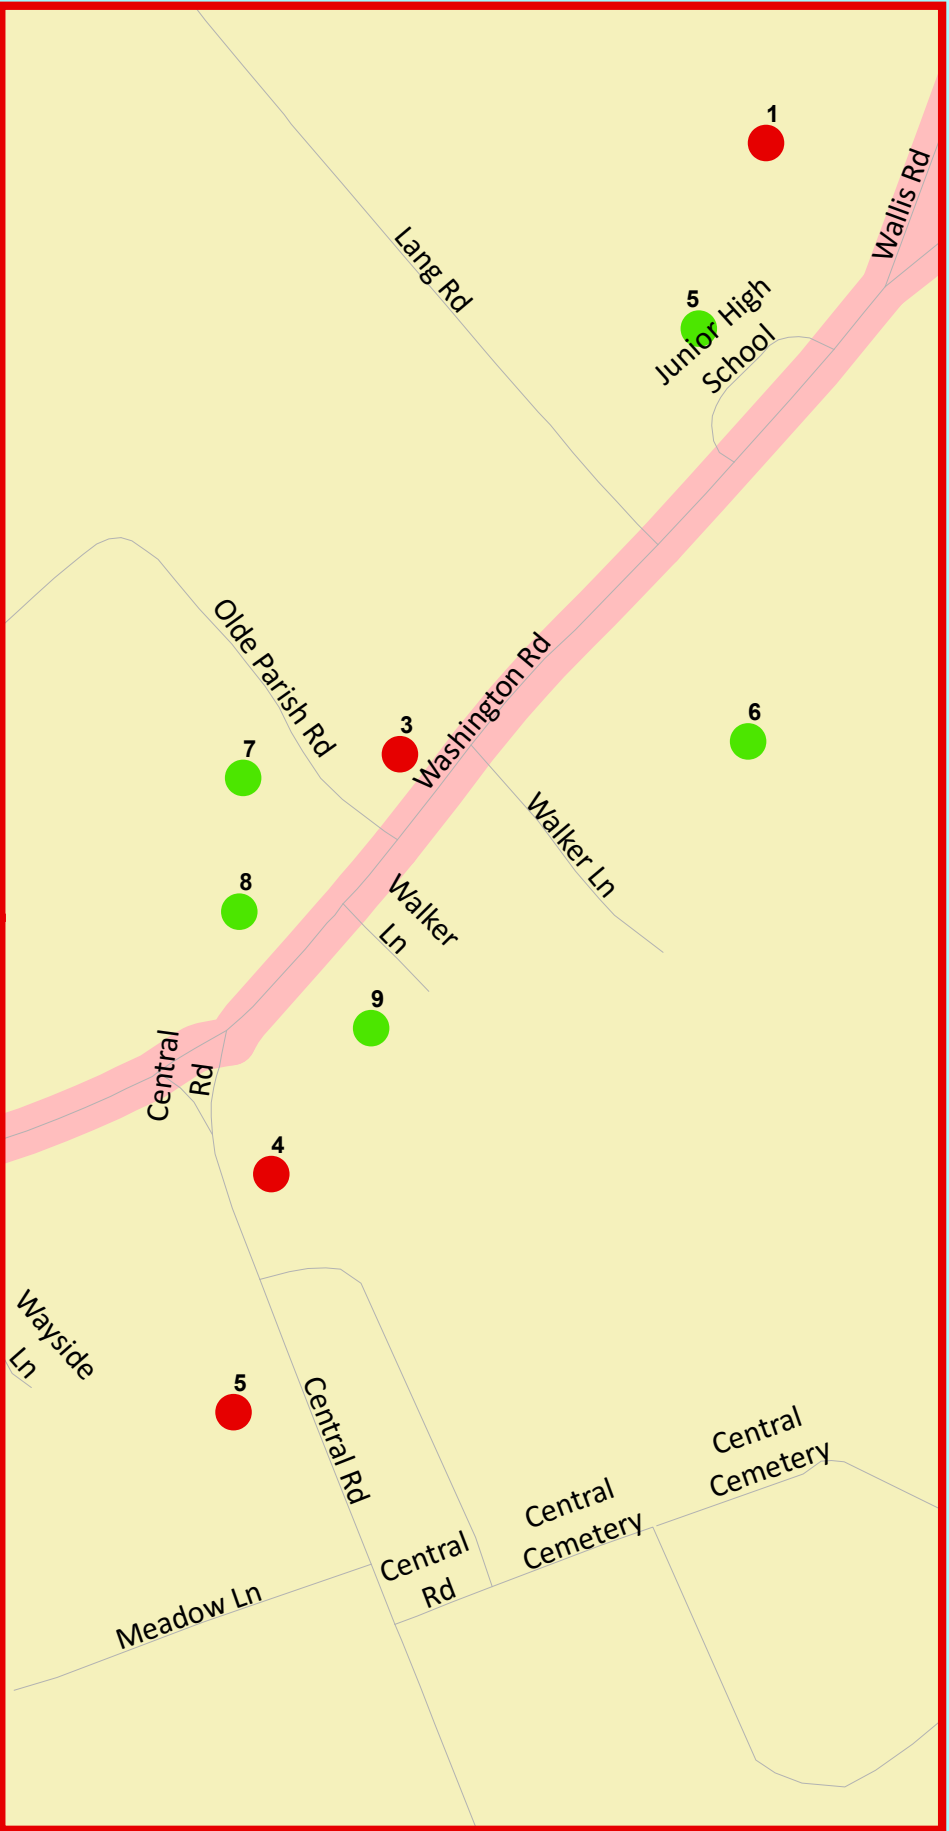 1
Wallis Rd
Lang Rd
5
Junior High
School
Olde Parish Rd
Washington Rd
3
6
7
Walker Ln
8
Walker
Ln
9
Central
Rd
4
Wayside
Ln
5
Central Rd
Central
Cemetery
Central
Cemetery
Central
Rd
Meadow Ln